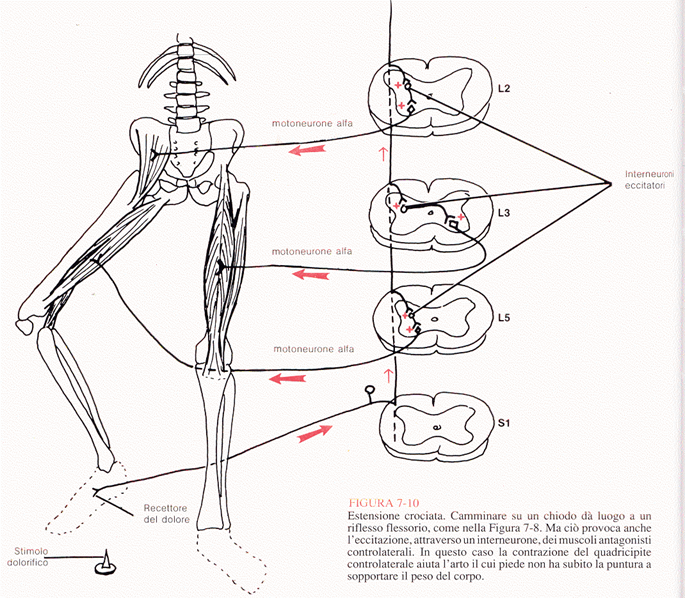 L2
motoneurone alfa
Interneuroni
eccitatori
L3
motoneurone alfa
L5
motoneurone alfa
S1
Recettore
del dolore
Stimolo
dolorifico
FIGURA 7-10
Estensione crociata. Camminare su un chiodo dà luogo a un
riflesso flessorio, come nella Figura 7-8. Ma ciò provoca anche
l'eccitazione, attraverso un interneurone, dei muscoli antagonisti
controlaterali. In questo caso la contrazione del quadricipite
controlaterale aiuta l'arto il cui piede non ha subito la puntura a
sopportare il peso del corpo.